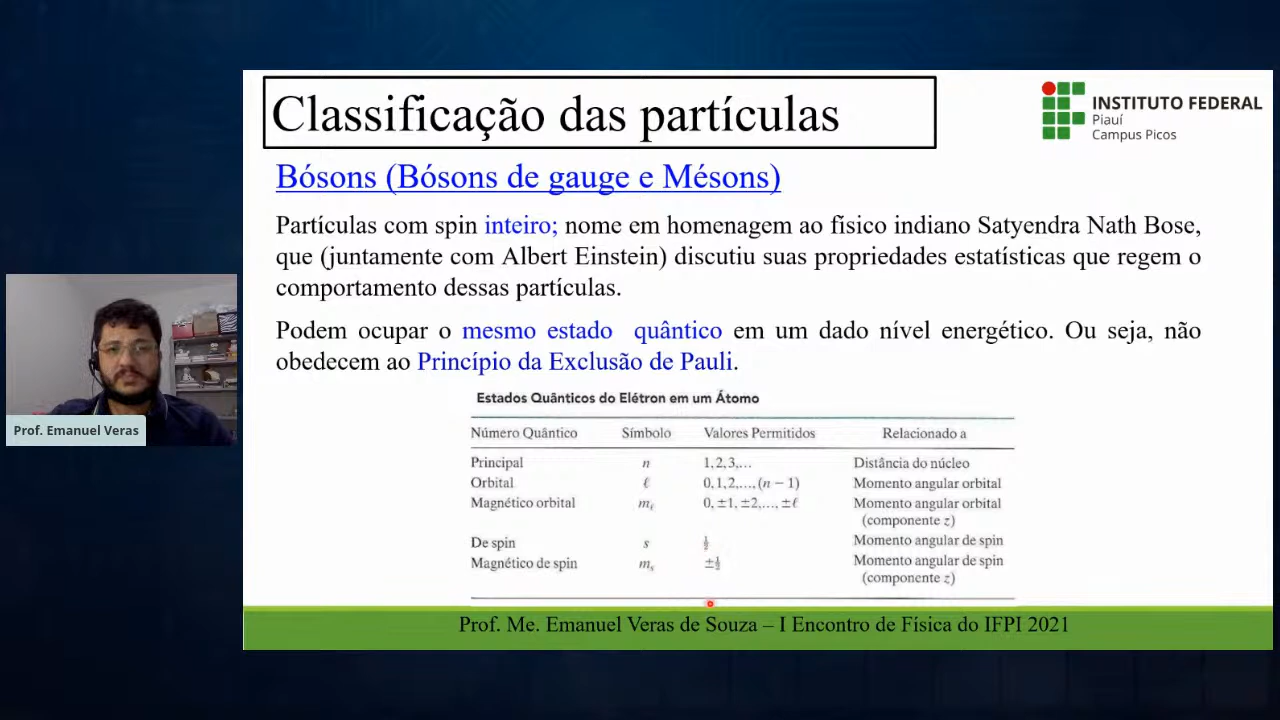 Classificação das partículas
INSTITUTO FEDERAL
Piauí
Campus Picos
Bósons (Bósons de gauge e Mésons)
Partículas com spin inteiro; nome em homenagem ao físico indiano Satyendra Nath Bose,
que (juntamente com Albert Einstein) discutiu suas propriedades estatísticas que regem o
comportamento dessas partículas.
Podem ocupar o mesmo estado quântico em um dado nível energético. Ou seja, não
obedecem ao Princípio da Exclusão de Pauli.
Prof. Emanuel Veras
Estados Quânticos do Elétron em um Átomo
Número Quântico Símbolo Valores Permitidos Relacionado a
Principal n 1, 2, 3,... Distância do núcleo
Orbital ℓ 0, 1, 2,..., (n − 1) Momento angular orbital
Magnético orbital mℓ 0, ±1, ±2,..., ±ℓ Momento angular orbital
(componente z)
De spin s ½ Momento angular de spin
Magnético de spin mₛ ±½ Momento angular de spin
(componente z)
Prof. Me. Emanuel Veras de Souza – I Encontro de Física do IFPI 2021